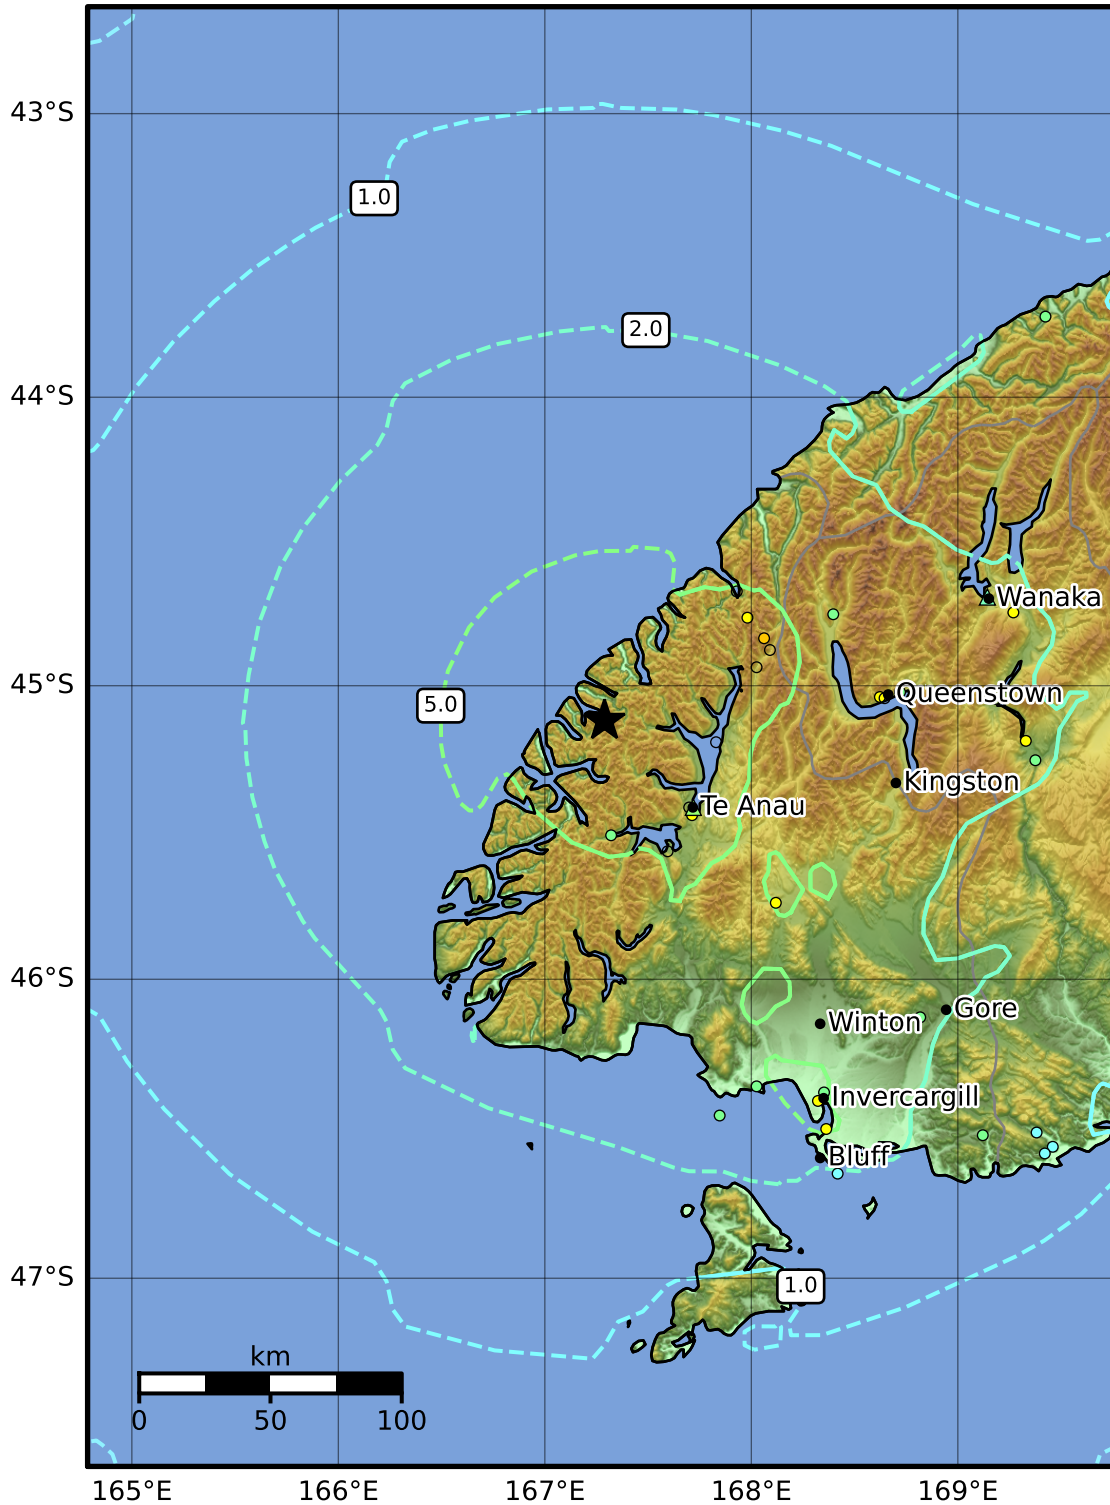 43°S
1.0
2.0
44°S
Wanaka
45°S
Queenstown
5.0
Kingston
Te Anau
46°S
Gore
Winton
Invercargill
Bluff
47°S
1.0
km
0 50 100
165°E 166°E 167°E 168°E 169°E